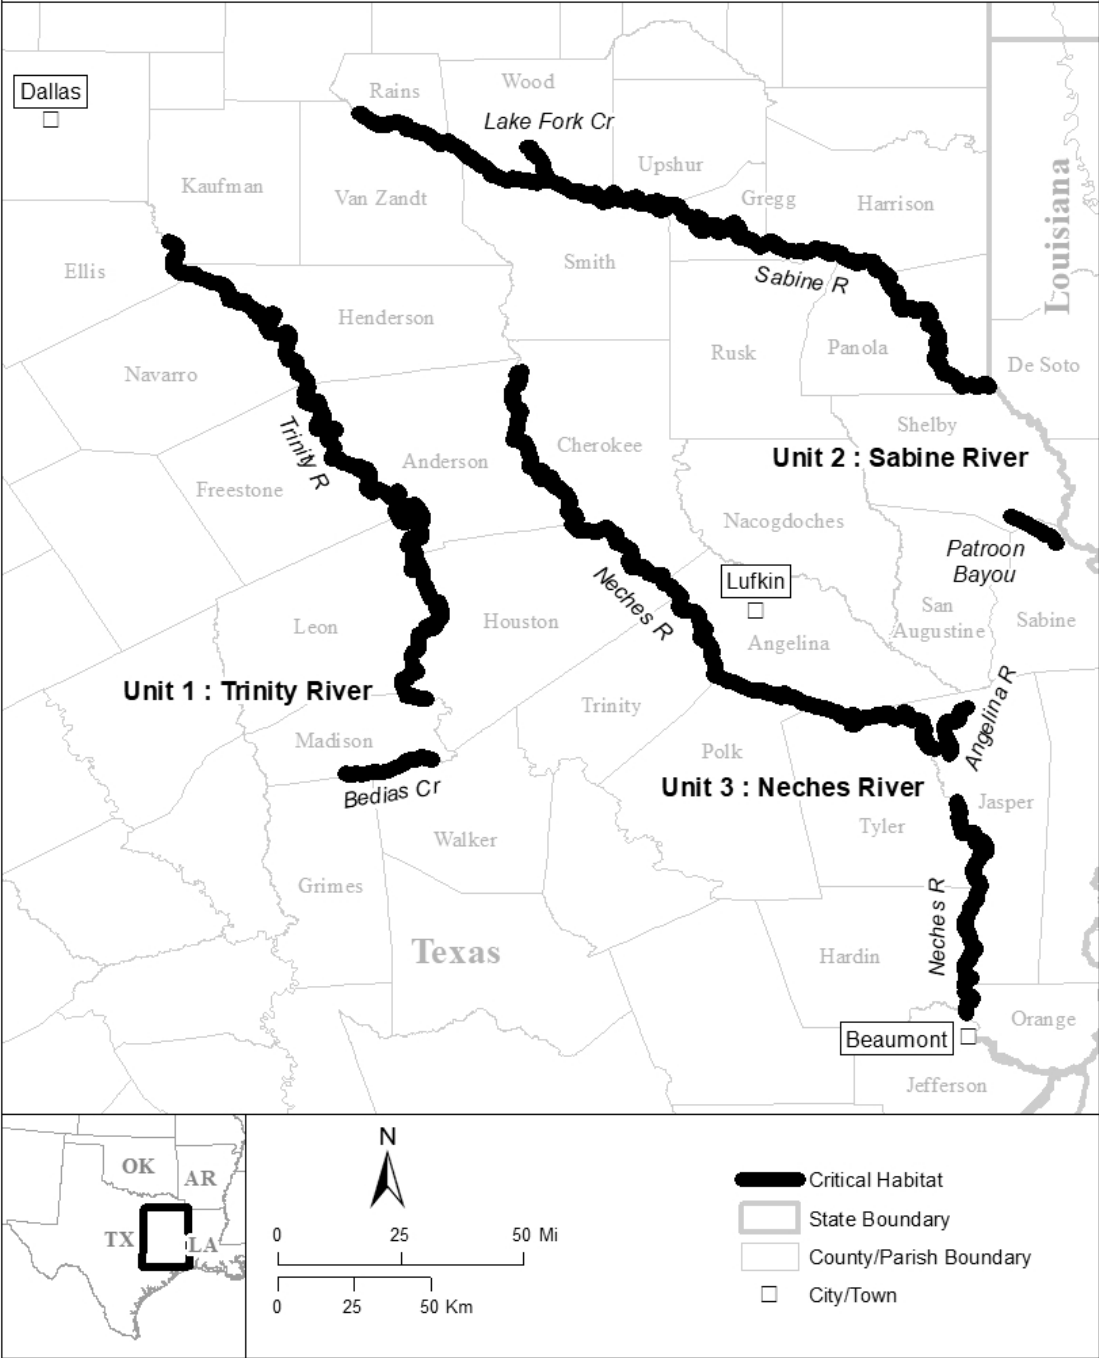 Dallas
Rains
Wood
Lake Fork Cr
Upshur
Kaufman
Van Zandt
Gregg
Harrison
Louisiana
Ellis
Smith
Sabine R
Henderson
Rusk
Panola
De Soto
Navarro
Shelby
Cherokee
Unit 2 : Sabine River
Trinity R
Anderson
Freestone
Nacogdoches
Patroon
Bayou
Lufkin
Neches R
Leon
Houston
San
Augustine
Sabine
Angelina
Unit 1 : Trinity River
Trinity
Angelina R
Madison
Polk
Bedias Cr
Unit 3 : Neches River
Jasper
Tyler
Walker
Grimes
Neches R
Texas
Hardin
Orange
Beaumont
Jefferson
OK
AR
TX
LA
N
0 25 50 Mi
0 25 50 Km
Critical Habitat
State Boundary
County/Parish Boundary
City/Town